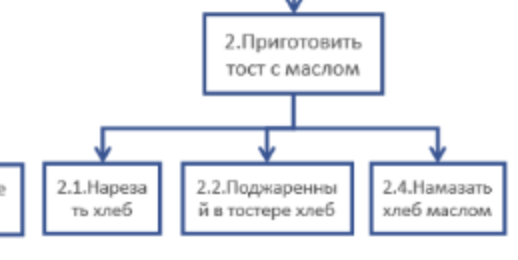 2.Приготовить
тост с маслом
е
2.1.Нареза
ть хлеб
2.2.Поджаренны
й в тостере хлеб
2.4.Намазать
хлеб маслом